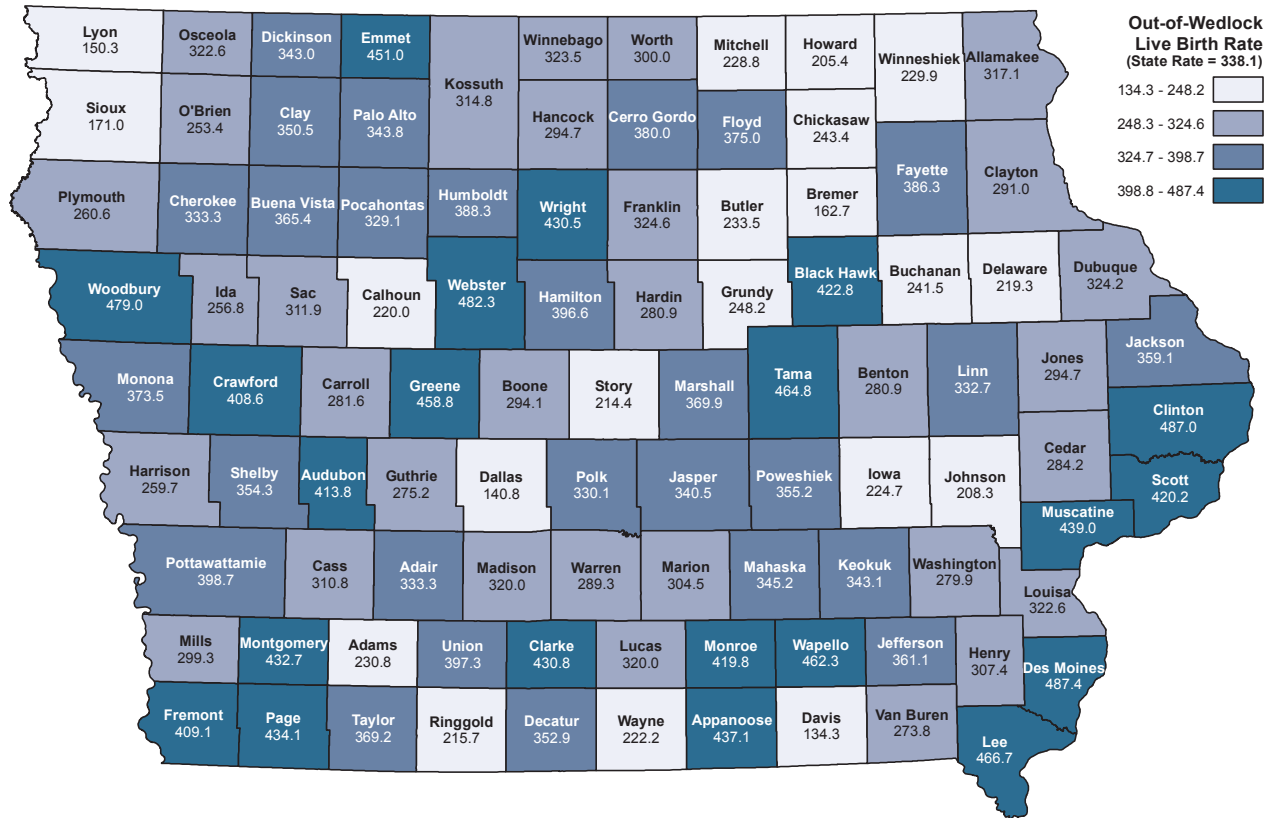 Out-of-Wedlock
Live Birth Rate
(State Rate = 338.1)
134.3 - 248.2
248.3 - 324.6
324.7 - 398.7
398.8 - 487.4
Lyon
150.3
Osceola
322.6
Dickinson
343.0
Emmet
451.0
Kossuth
314.8
Winnebago
323.5
Worth
300.0
Mitchell
228.8
Howard
205.4
Winneshiek
229.9
Allamakee
317.1
Sioux
171.0
O'Brien
253.4
Clay
350.5
Palo Alto
343.8
Hancock
294.7
Cerro Gordo
380.0
Floyd
375.0
Chickasaw
243.4
Plymouth
260.6
Cherokee
333.3
Buena Vista
365.4
Pocahontas
329.1
Humboldt
388.3
Wright
430.5
Franklin
324.6
Butler
233.5
Bremer
162.7
Fayette
386.3
Clayton
291.0
Woodbury
479.0
Ida
256.8
Sac
311.9
Calhoun
220.0
Webster
482.3
Hamilton
396.6
Hardin
280.9
Grundy
248.2
Black Hawk
422.8
Buchanan
241.5
Delaware
219.3
Dubuque
324.2
Monona
373.5
Crawford
408.6
Carroll
281.6
Greene
458.8
Boone
294.1
Story
214.4
Marshall
369.9
Tama
464.8
Benton
280.9
Linn
332.7
Jones
294.7
Jackson
359.1
Clinton
487.0
Harrison
259.7
Shelby
354.3
Audubon
413.8
Guthrie
275.2
Dallas
140.8
Polk
330.1
Jasper
340.5
Poweshiek
355.2
Iowa
224.7
Johnson
208.3
Cedar
284.2
Scott
420.2
Muscatine
439.0
Pottawattamie
398.7
Cass
310.8
Adair
333.3
Madison
320.0
Warren
289.3
Marion
304.5
Mahaska
345.2
Keokuk
343.1
Washington
279.9
Louisa
322.6
Mills
299.3
Montgomery
432.7
Adams
230.8
Union
397.3
Clarke
430.8
Lucas
320.0
Monroe
419.8
Wapello
462.3
Jefferson
361.1
Henry
307.4
Des Moines
487.4
Fremont
409.1
Page
434.1
Taylor
369.2
Ringgold
215.7
Decatur
352.9
Wayne
222.2
Appanoose
437.1
Davis
134.3
Van Buren
273.8
Lee
466.7